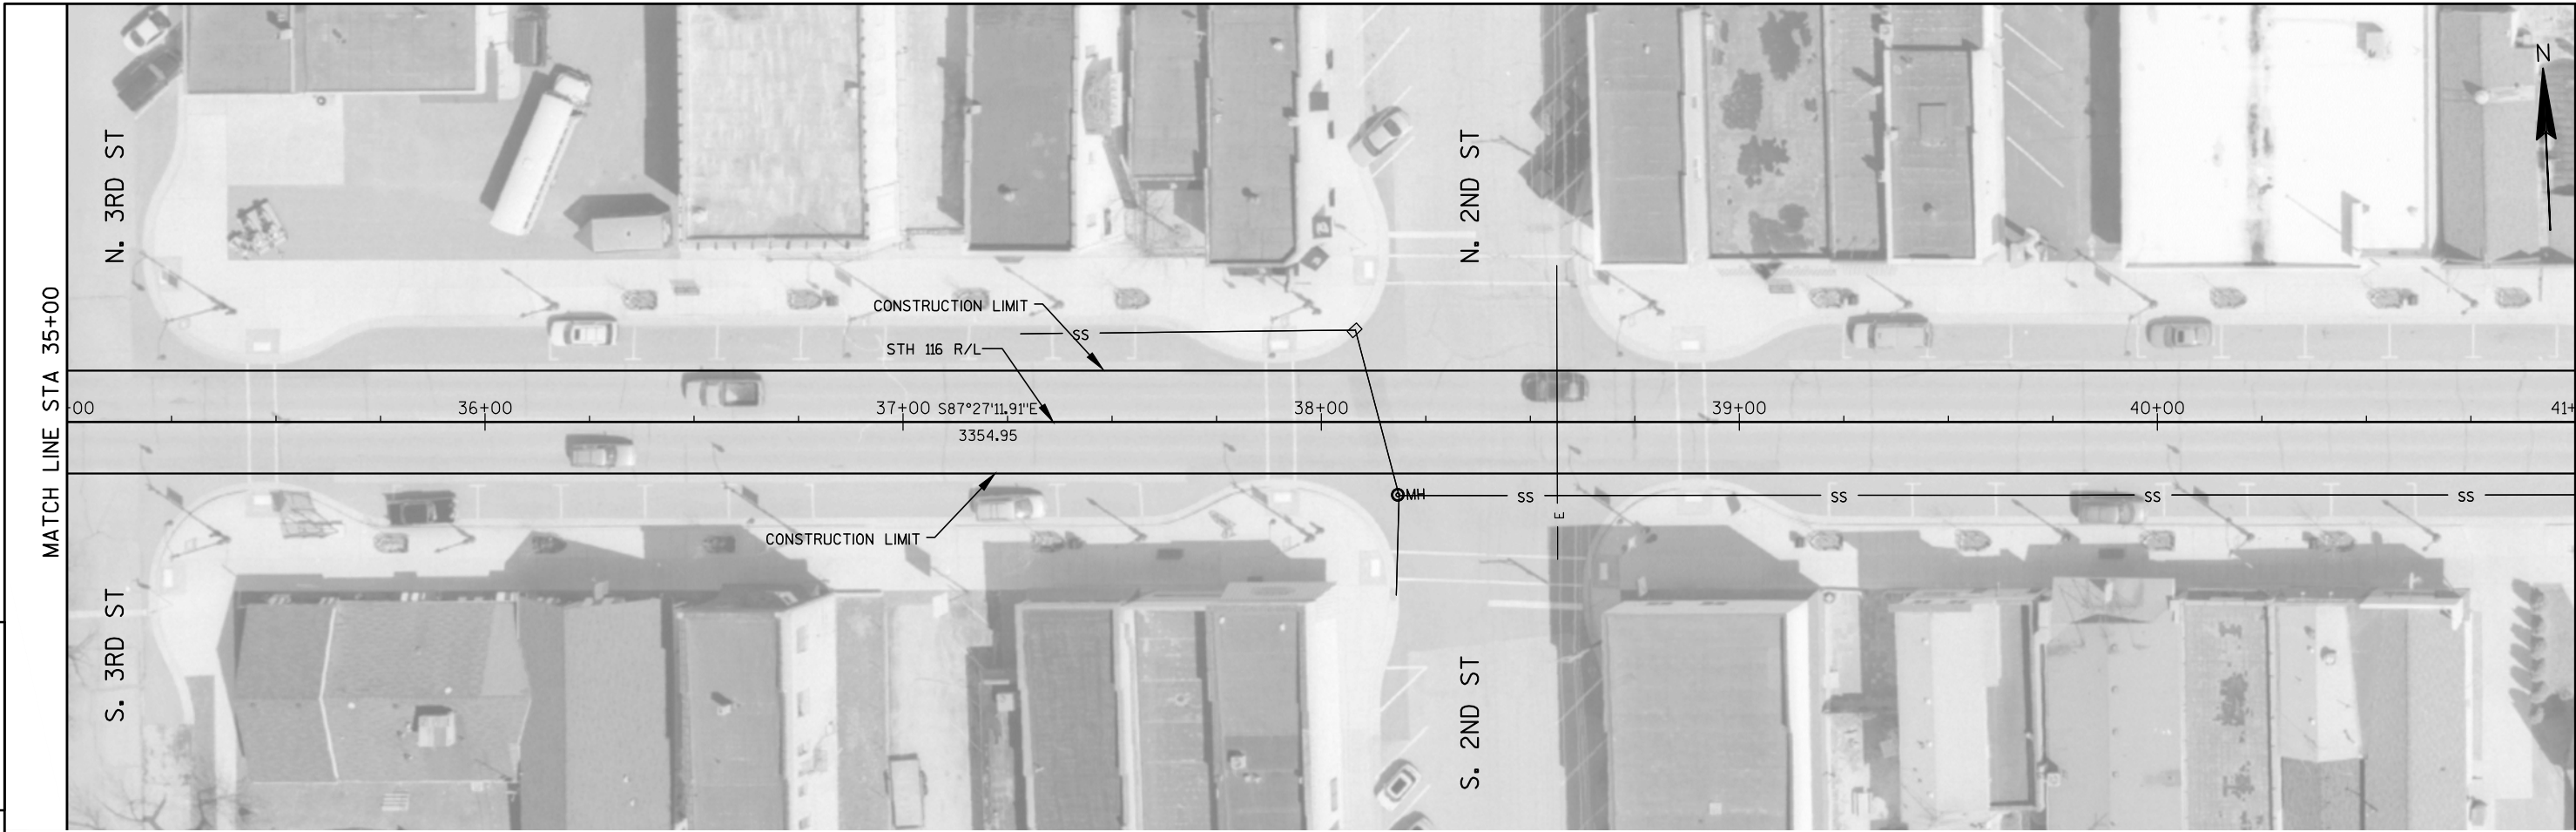 N
N. 3RD ST
N. 2ND ST
MATCH LINE STA 35+00
CONSTRUCTION LIMIT
SS
STH 116 R/L
00
36+00
37+00
S87°27'11.91"E
38+00
39+00
40+00
41+
3354.95
MH
SS
SS
SS
SS
E
CONSTRUCTION LIMIT
S. 3RD ST
S. 2ND ST